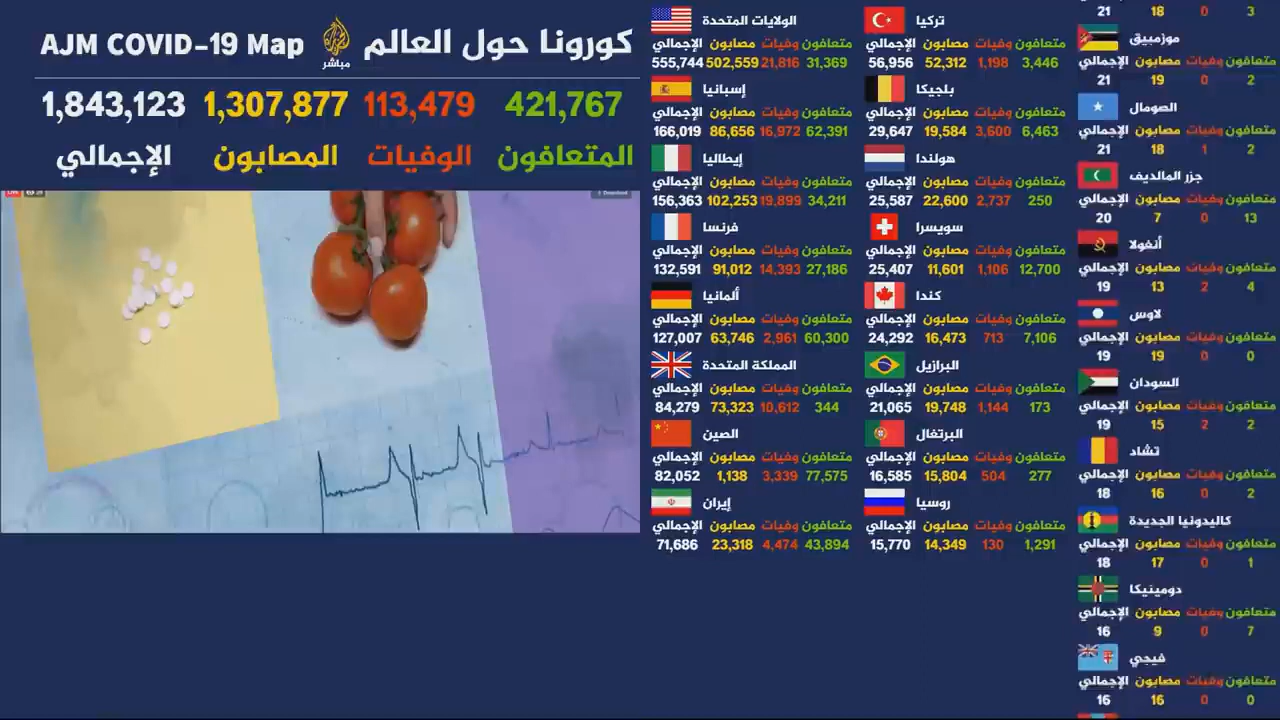 AJM COVID-19 Map مباشر كورونا حول العالم
1,843,123 1,307,877 113,479 421,767
الإجمالي المصابون الوفيات المتعافون
LIVE
Download
الولايات المتحدة
الإجمالي مصابون وفيات متعافون
555,744 502,559 21,816 31,369
إسبانيا
الإجمالي مصابون وفيات متعافون
166,019 86,656 16,972 62,391
إيطاليا
الإجمالي مصابون وفيات متعافون
156,363 102,253 19,899 34,211
فرنسا
الإجمالي مصابون وفيات متعافون
132,591 91,012 14,393 27,186
ألمانيا
الإجمالي مصابون وفيات متعافون
127,007 63,746 2,961 60,300
المملكة المتحدة
الإجمالي مصابون وفيات متعافون
84,279 73,323 10,612 344
الصين
الإجمالي مصابون وفيات متعافون
82,052 1,138 3,339 77,575
إيران
الإجمالي مصابون وفيات متعافون
71,686 23,318 4,474 43,894
تركيا
الإجمالي مصابون وفيات متعافون
56,956 52,312 1,198 3,446
بلجيكا
الإجمالي مصابون وفيات متعافون
29,647 19,584 3,600 6,463
هولندا
الإجمالي مصابون وفيات متعافون
25,587 22,600 2,737 250
سويسرا
الإجمالي مصابون وفيات متعافون
25,407 11,601 1,106 12,700
كندا
الإجمالي مصابون وفيات متعافون
24,292 16,473 713 7,106
البرازيل
الإجمالي مصابون وفيات متعافون
21,065 19,748 1,144 173
البرتغال
الإجمالي مصابون وفيات متعافون
16,585 15,804 504 277
روسيا
الإجمالي مصابون وفيات متعافون
15,770 14,349 130 1,291
21 18 0 3
موزمبيق
الإجمالي مصابون وفيات متعافون
21 19 0 2
الصومال
الإجمالي مصابون وفيات متعافون
21 18 1 2
جزر المالديف
الإجمالي مصابون وفيات متعافون
20 7 0 13
أنغولا
الإجمالي مصابون وفيات متعافون
19 13 2 4
لاوس
الإجمالي مصابون وفيات متعافون
19 19 0 0
السودان
الإجمالي مصابون وفيات متعافون
19 15 2 2
تشاد
الإجمالي مصابون وفيات متعافون
18 16 0 2
كاليدونيا الجديدة
الإجمالي مصابون وفيات متعافون
18 17 0 1
دومينيكا
الإجمالي مصابون وفيات متعافون
16 9 0 7
فيجي
الإجمالي مصابون وفيات متعافون
16 16 0 0